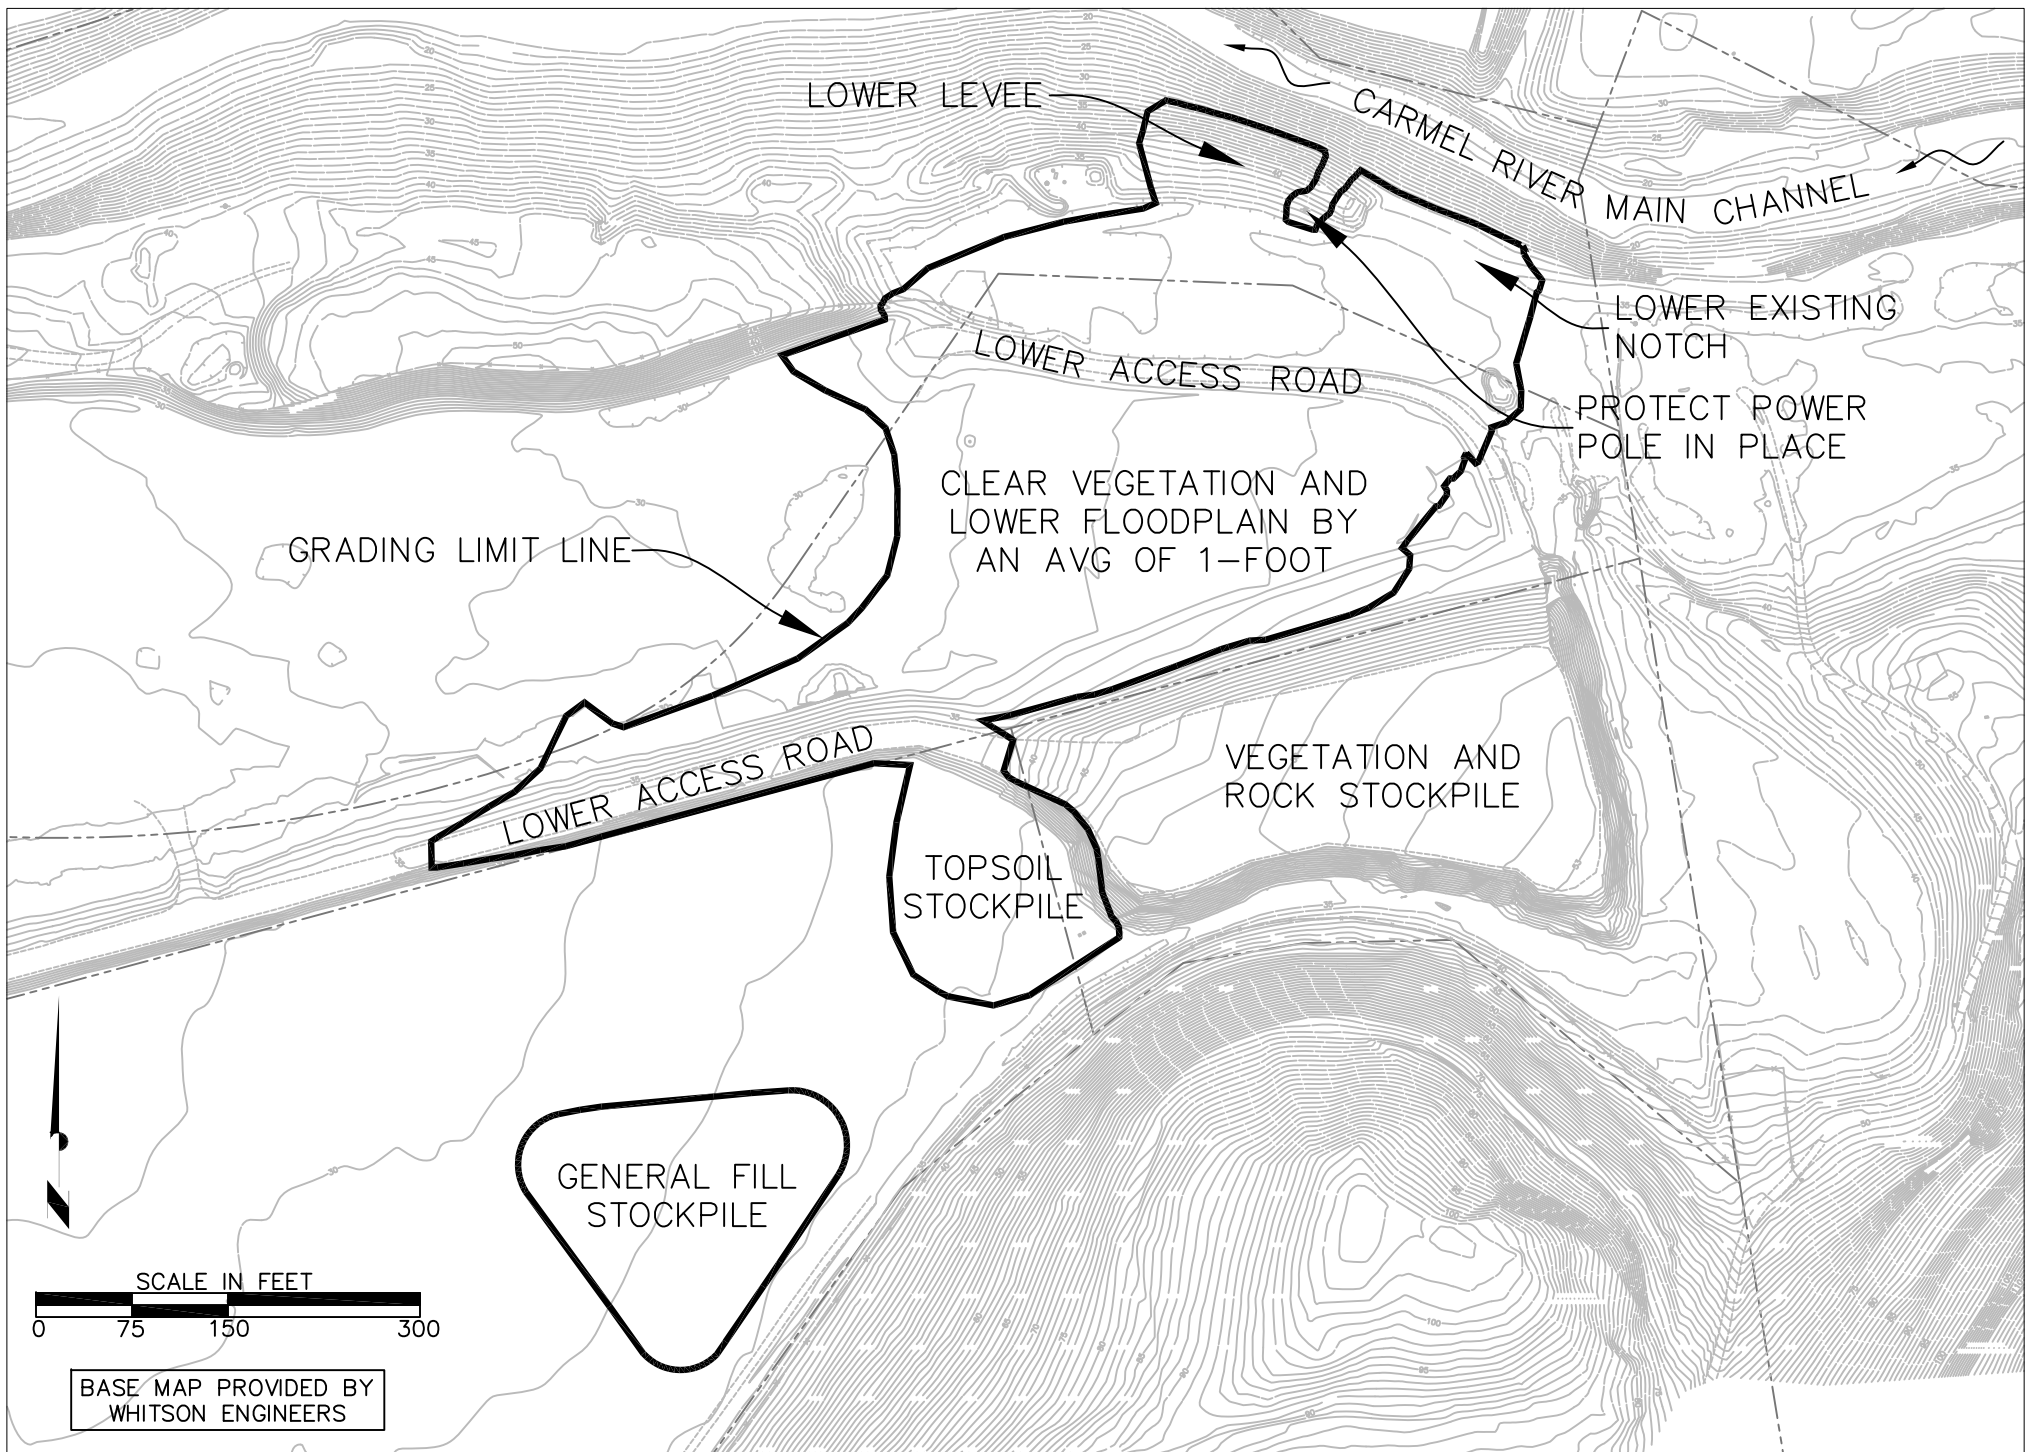 LOWER LEVEE
CARMEL RIVER MAIN CHANNEL
LOWER EXISTING
NOTCH
LOWER ACCESS ROAD
PROTECT POWER
POLE IN PLACE
CLEAR VEGETATION AND
LOWER FLOODPLAIN BY
AN AVG OF 1-FOOT
GRADING LIMIT LINE
LOWER ACCESS ROAD
VEGETATION AND
ROCK STOCKPILE
TOPSOIL
STOCKPILE
GENERAL FILL
STOCKPILE
N
SCALE IN FEET
0 75 150 300
BASE MAP PROVIDED BY
WHITSON ENGINEERS